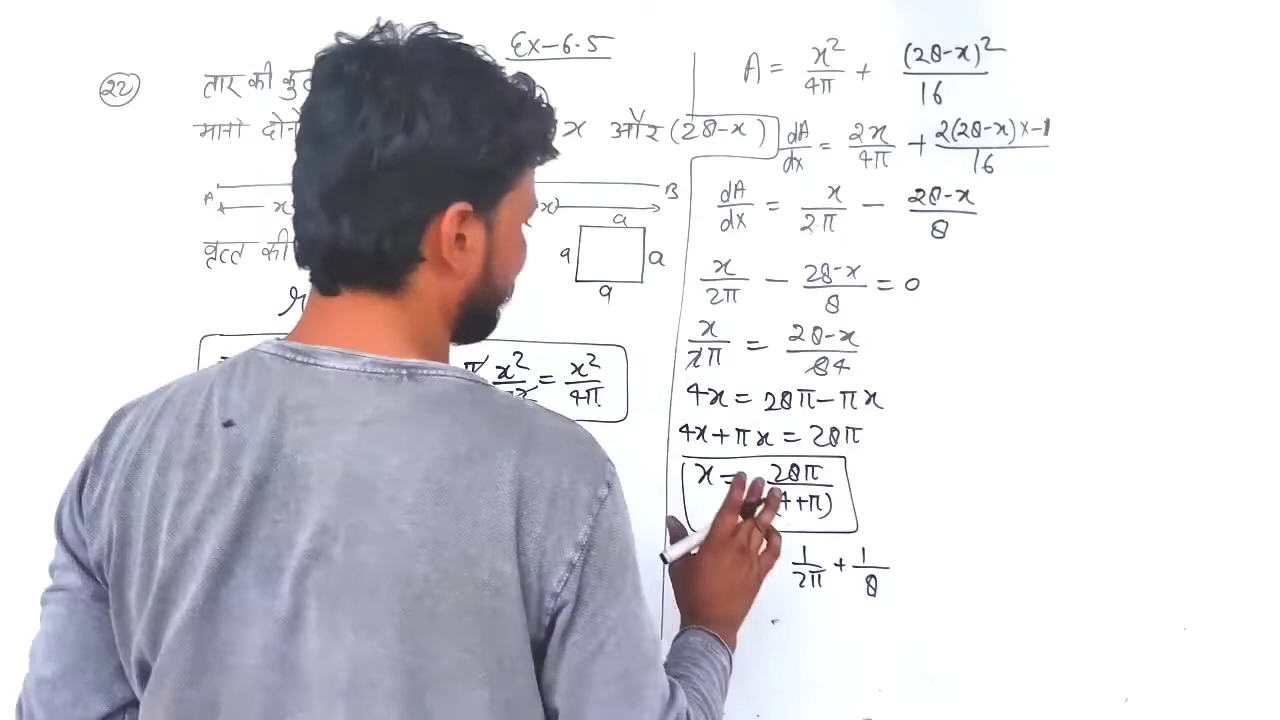 Ex-6.5
22 तार की
मानो x और (28-x)
A x x B
a
वृत्त की a a
a
r
π x²/ = x²/4π
A = x²/4π + (28-x)²/16
dA/dx = 2x/4π + 2(28-x)×-1/16
dA/dx = x/2π - 28-x/8
x/2π - 28-x/8 = 0
x/2π = 28-x/84
4x = 28π-πx
4x+πx = 28π
x = 28π/(4+π)
1/2π + 1/8